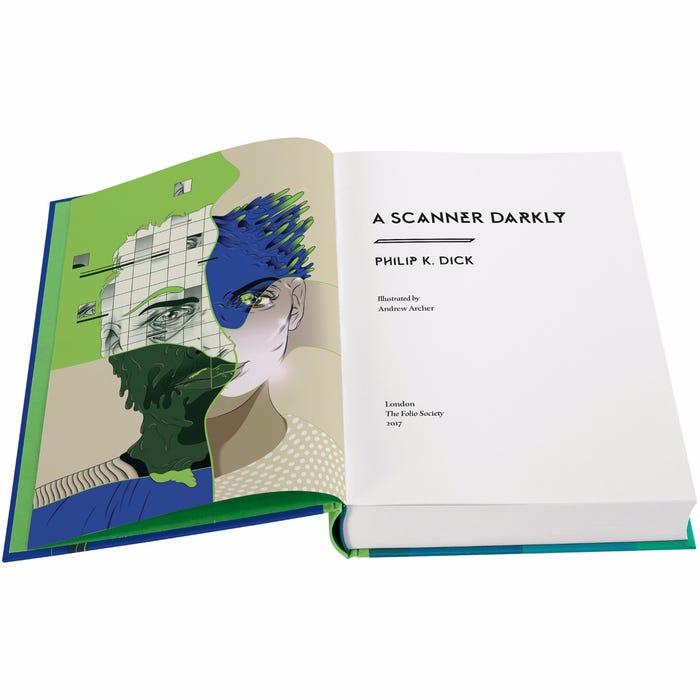 A SCANNER DARKLY
PHILIP K. DICK
Illustrated by
Andrew Archer
London
The Folio Society
2017